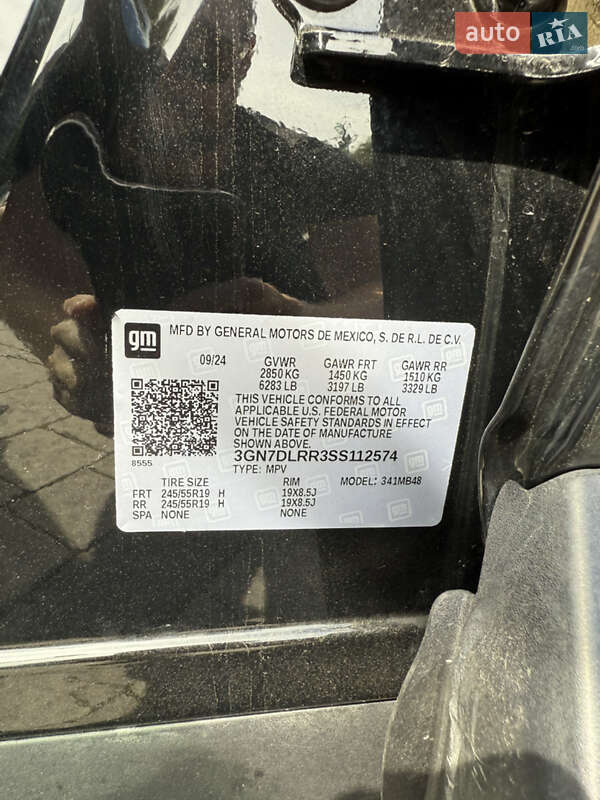 auto RIA
.com
gm MFD BY GENERAL MOTORS DE MEXICO, S. DE R.L. DE C.V.
09/24 GVWR GAWR FRT GAWR RR
2850 KG 1450 KG 1510 KG
6283 LB 3197 LB 3329 LB
THIS VEHICLE CONFORMS TO ALL
APPLICABLE U.S. FEDERAL MOTOR
VEHICLE SAFETY STANDARDS IN EFFECT
ON THE DATE OF MANUFACTURE
SHOWN ABOVE.
8555 3GN7DLRR3SS112574
TYPE: MPV MODEL: 341MB48
TIRE SIZE RIM
FRT 245/55R19 H 19X8.5J
RR 245/55R19 H 19X8.5J
SPA NONE NONE